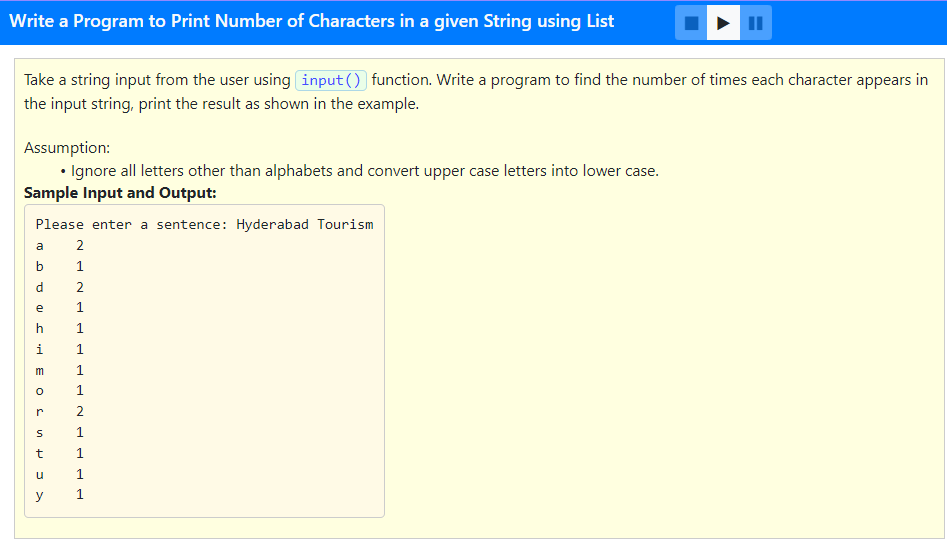 Write a Program to Print Number of Characters in a given String using List
Take a string input from the user using input() function. Write a program to find the number of times each character appears in
the input string, print the result as shown in the example.
Assumption:
• Ignore all letters other than alphabets and convert upper case letters into lower case.
Sample Input and Output:
Please enter a sentence: Hyderabad Tourism
a    2
b    1
d    2
e    1
h    1
i    1
m    1
o    1
r    2
s    1
t    1
u    1
y    1